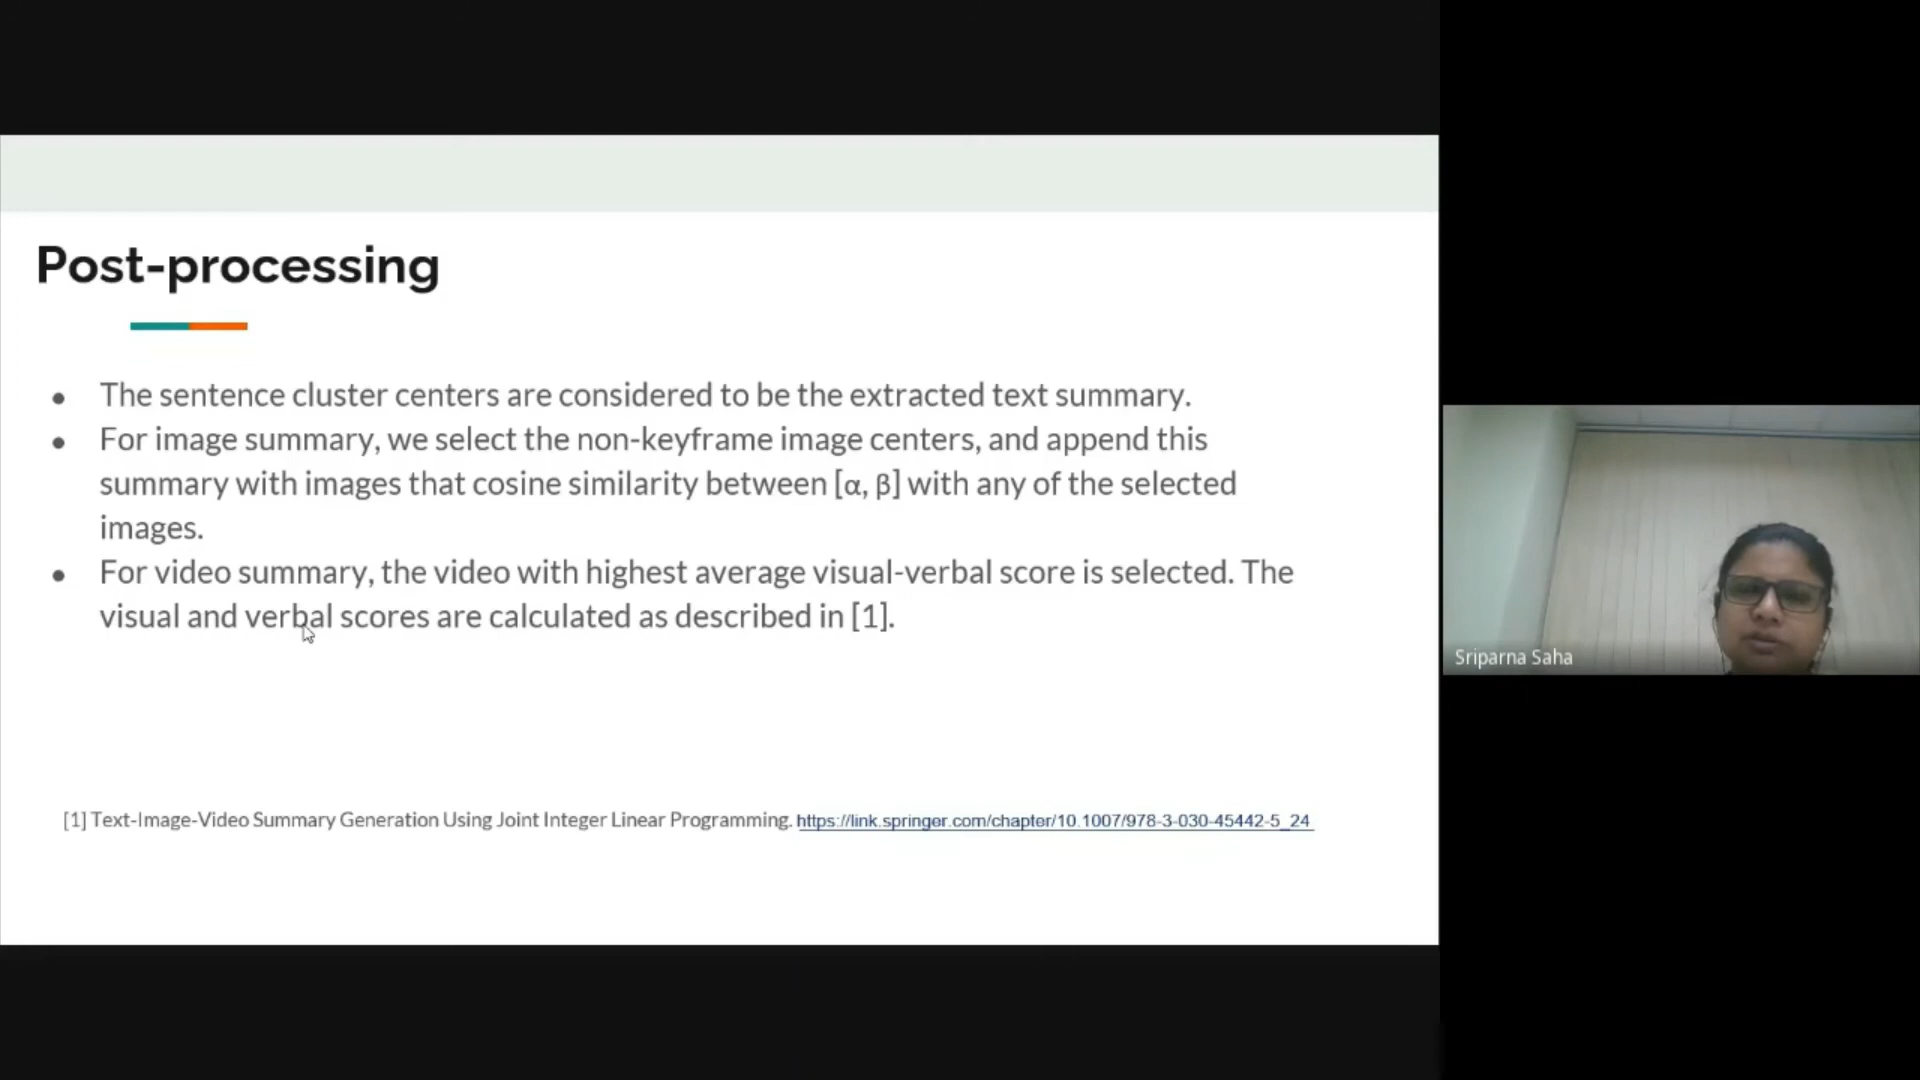 Post-processing
● The sentence cluster centers are considered to be the extracted text summary.
● For image summary, we select the non-keyframe image centers, and append this
summary with images that cosine similarity between [α, β] with any of the selected
images.
● For video summary, the video with highest average visual-verbal score is selected. The
visual and verbal scores are calculated as described in [1].
Sriparna Saha
[1] Text-Image-Video Summary Generation Using Joint Integer Linear Programming. https://link.springer.com/chapter/10.1007/978-3-030-45442-5_24